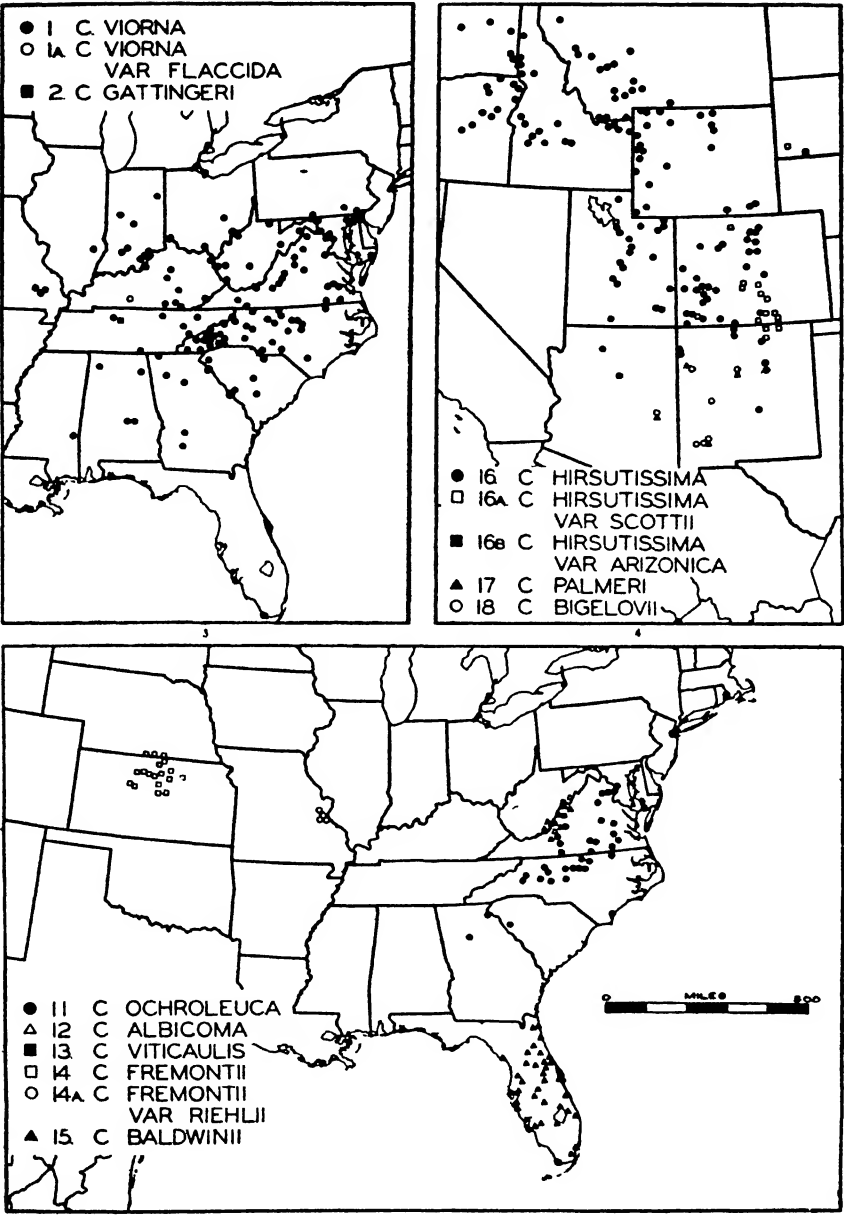 1 C. VIORNA
1A C VIORNA
VAR FLACCIDA
2. C GATTINGERI
3
16. C HIRSUTISSIMA
16A. C HIRSUTISSIMA
VAR SCOTTII
16B C HIRSUTISSIMA
VAR ARIZONICA
17 C PALMERI
18 C BIGELOVII
4
11 C OCHROLEUCA
12 C ALBICOMA
13. C VITICAULIS
14 C FREMONTII
14A. C FREMONTII
VAR RIEHLII
15. C BALDWINII
0 MILES 500